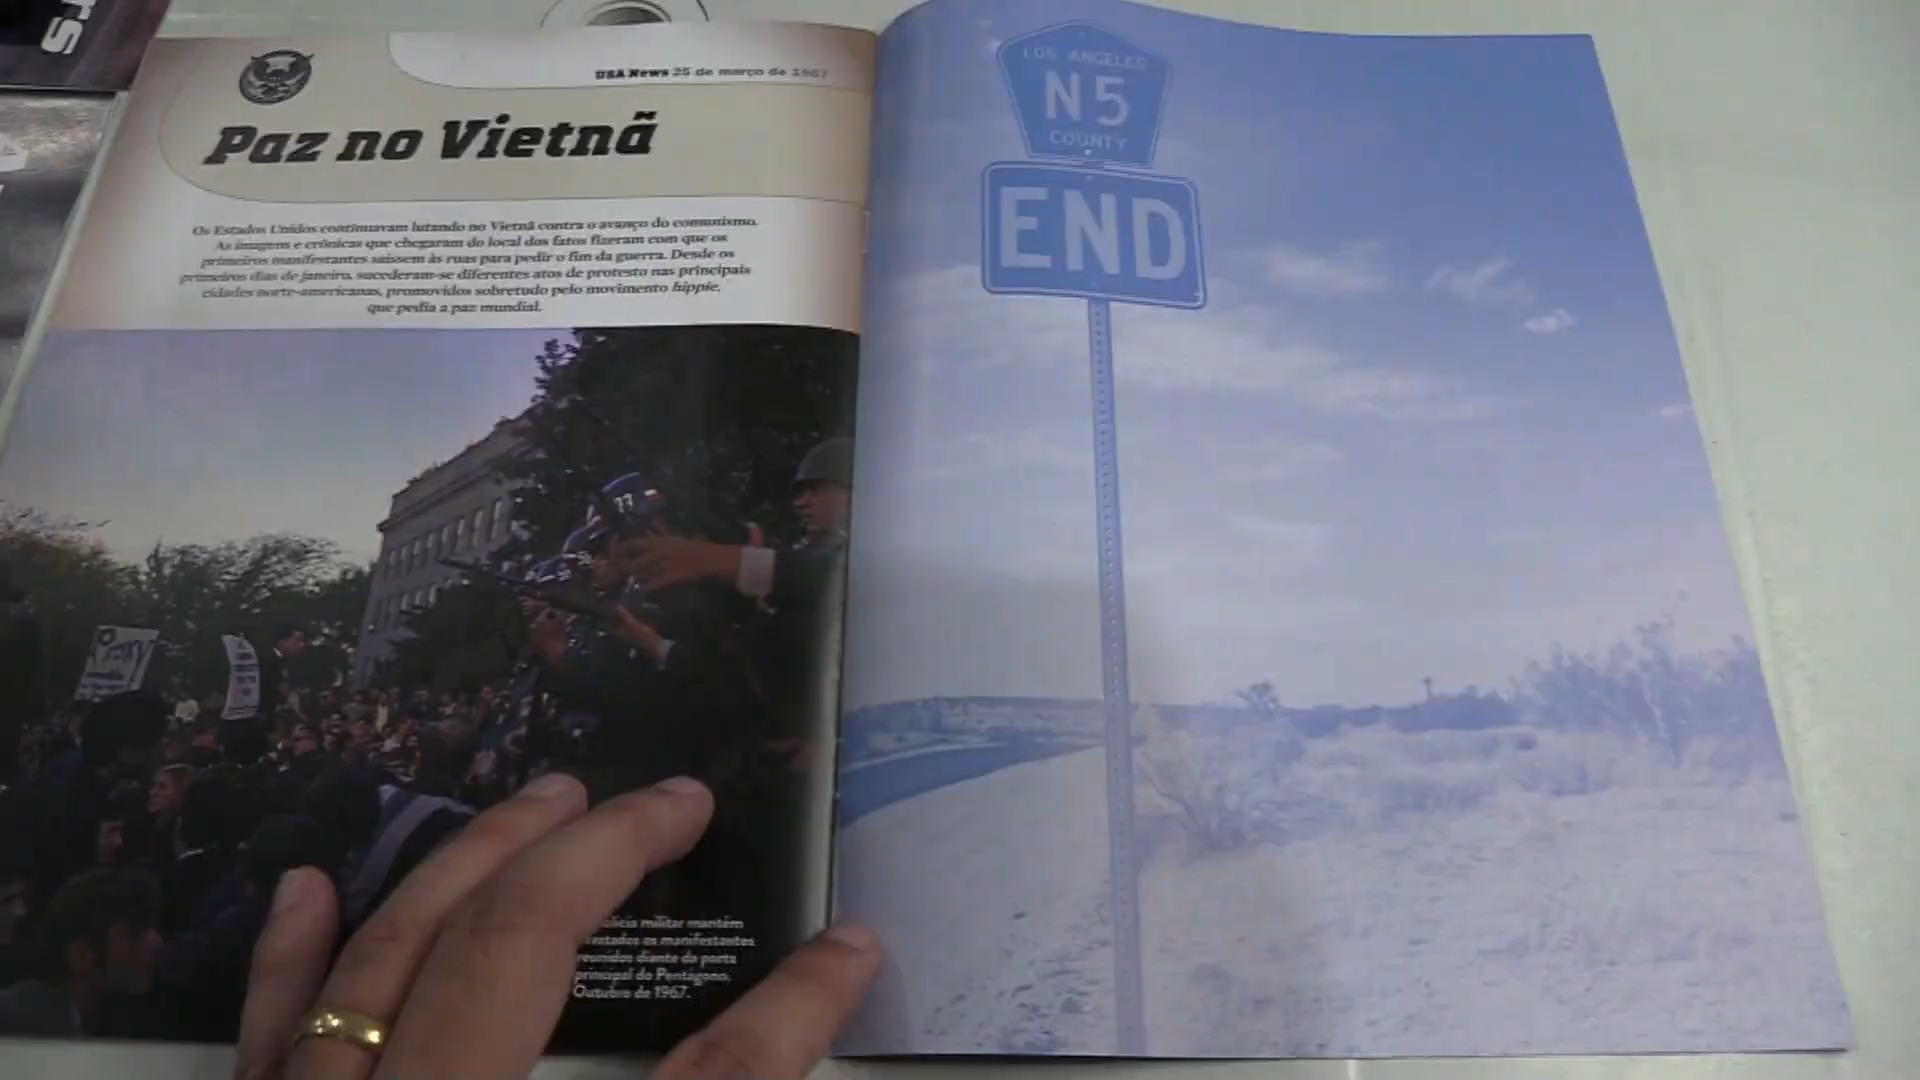 USA News 25 de março de 1967
Paz no Vietnã
Os Estados Unidos continuavam lutando no Vietnã contra o avanço do comunismo.
As imagens e crônicas que chegaram do local dos fatos fizeram com que os
primeiros manifestantes saíssem às ruas para pedir o fim da guerra. Desde os
primeiros dias de janeiro, sucederam-se diferentes atos de protesto nas principais
cidades norte-americanas, promovidos sobretudo pelo movimento hippie,
que pedia a paz mundial.
militar mantém
os manifestantes
reunidos diante da porta
principal do Pentágono.
Outubro de 1967.
LOS ANGELES
N5
COUNTY
END